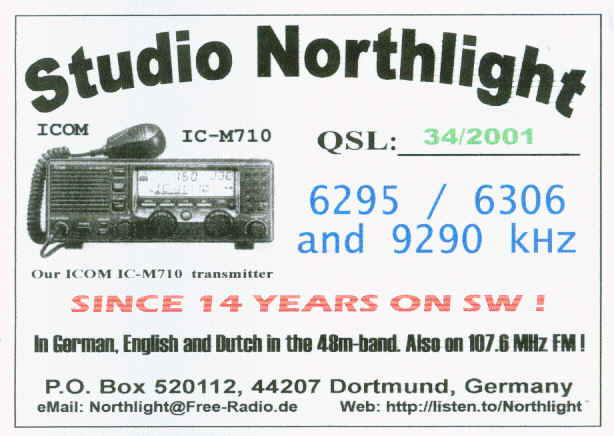 Studio Northlight
ICOM
IC-M710
QSL: 34/2001
6295 / 6306
and 9290 kHz
Our ICOM IC-M710 transmitter
SINCE 14 YEARS ON SW !
In German, English and Dutch in the 48m-band. Also on 107.6 MHz FM !
P.O. Box 520112, 44207 Dortmund, Germany
eMail: Northlight@Free-Radio.de Web: http://listen.to/Northlight